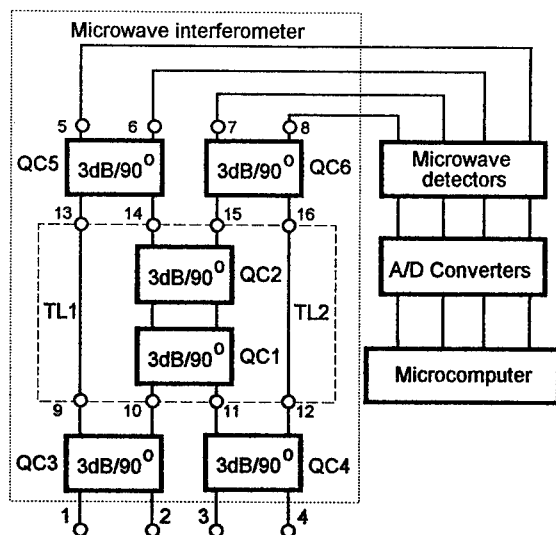 Microwave interferometer
5 6 7 8
QC5 3dB/90° 3dB/90° QC6
Microwave detectors
13 14 15 16
3dB/90° QC2
A/D Converters
TL1 TL2
3dB/90° QC1
Microcomputer
9 10 11 12
QC3 3dB/90° 3dB/90° QC4
1 2 3 4